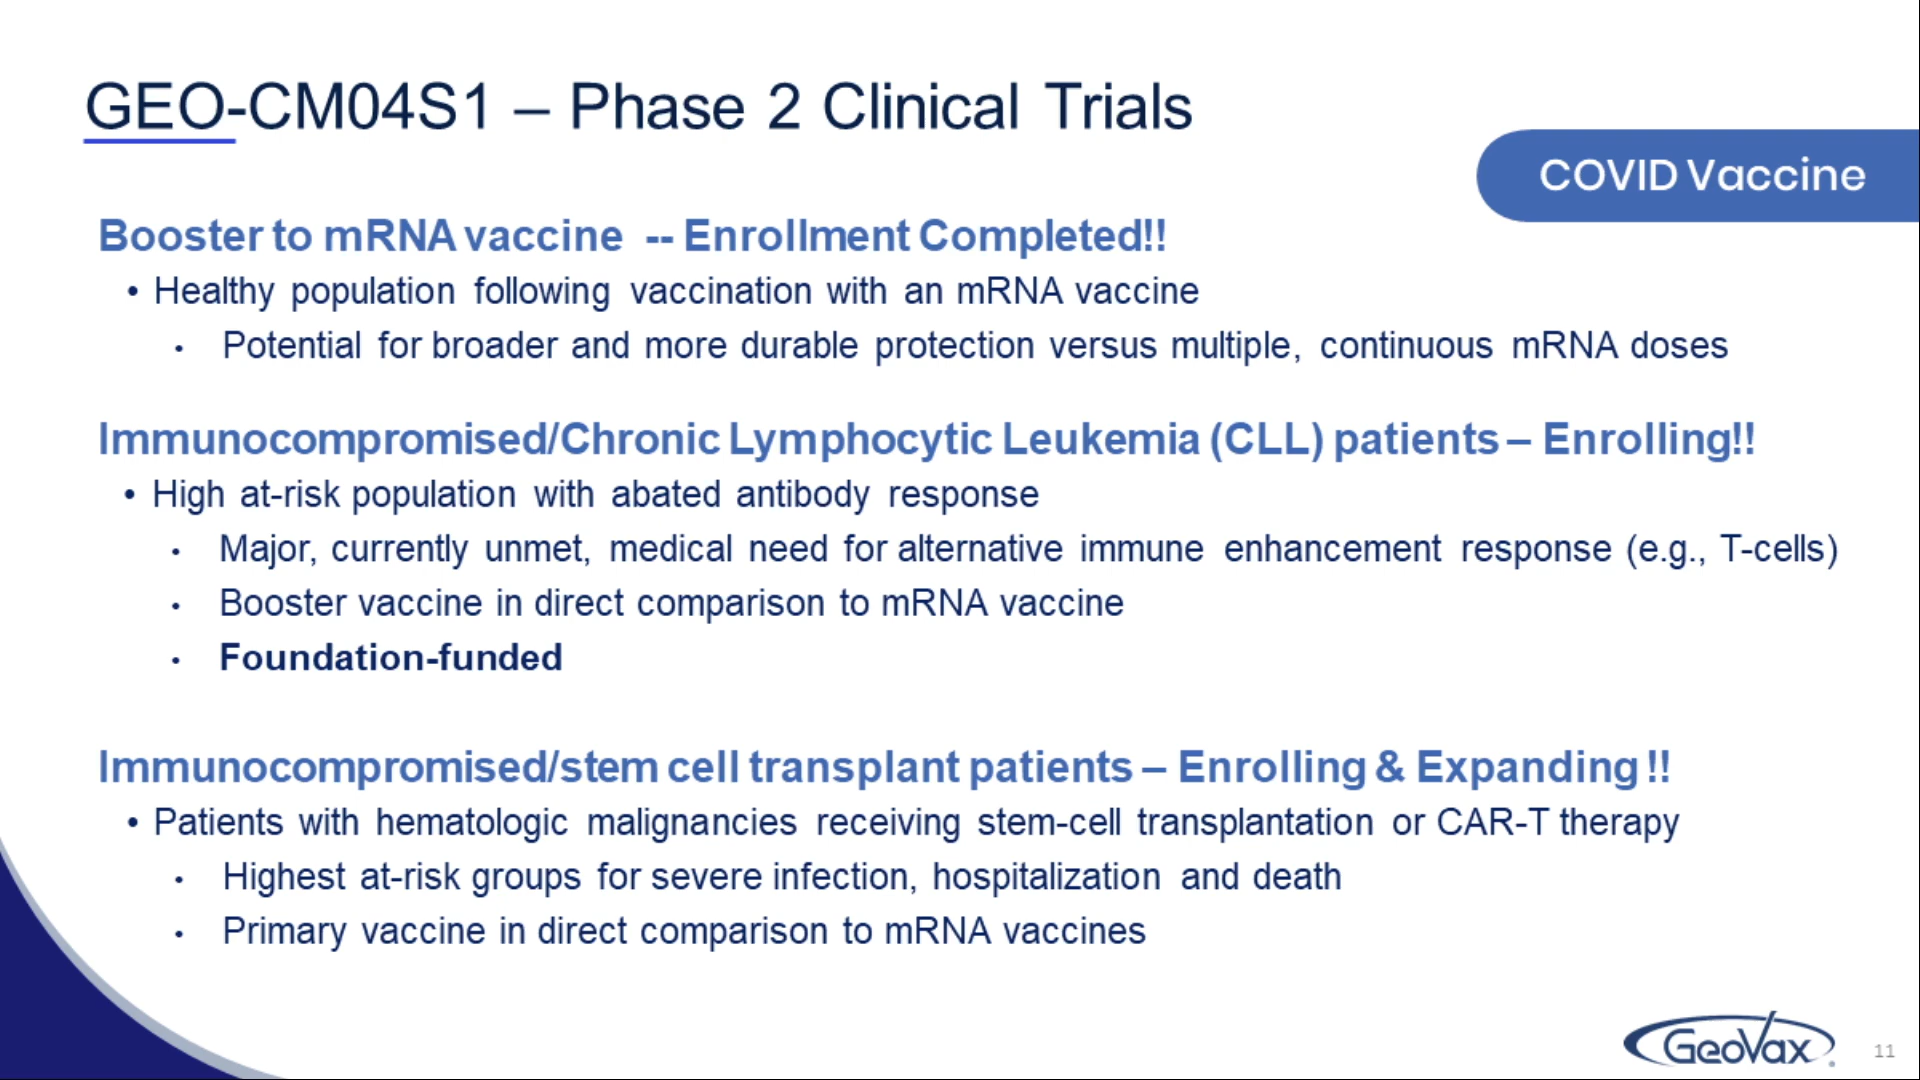 GEO-CM04S1 – Phase 2 Clinical Trials
COVID Vaccine
Booster to mRNA vaccine -- Enrollment Completed!!
• Healthy population following vaccination with an mRNA vaccine
• Potential for broader and more durable protection versus multiple, continuous mRNA doses
Immunocompromised/Chronic Lymphocytic Leukemia (CLL) patients – Enrolling!!
• High at-risk population with abated antibody response
• Major, currently unmet, medical need for alternative immune enhancement response (e.g., T-cells)
• Booster vaccine in direct comparison to mRNA vaccine
• Foundation-funded
Immunocompromised/stem cell transplant patients – Enrolling & Expanding !!
• Patients with hematologic malignancies receiving stem-cell transplantation or CAR-T therapy
• Highest at-risk groups for severe infection, hospitalization and death
• Primary vaccine in direct comparison to mRNA vaccines
GeoVax
11